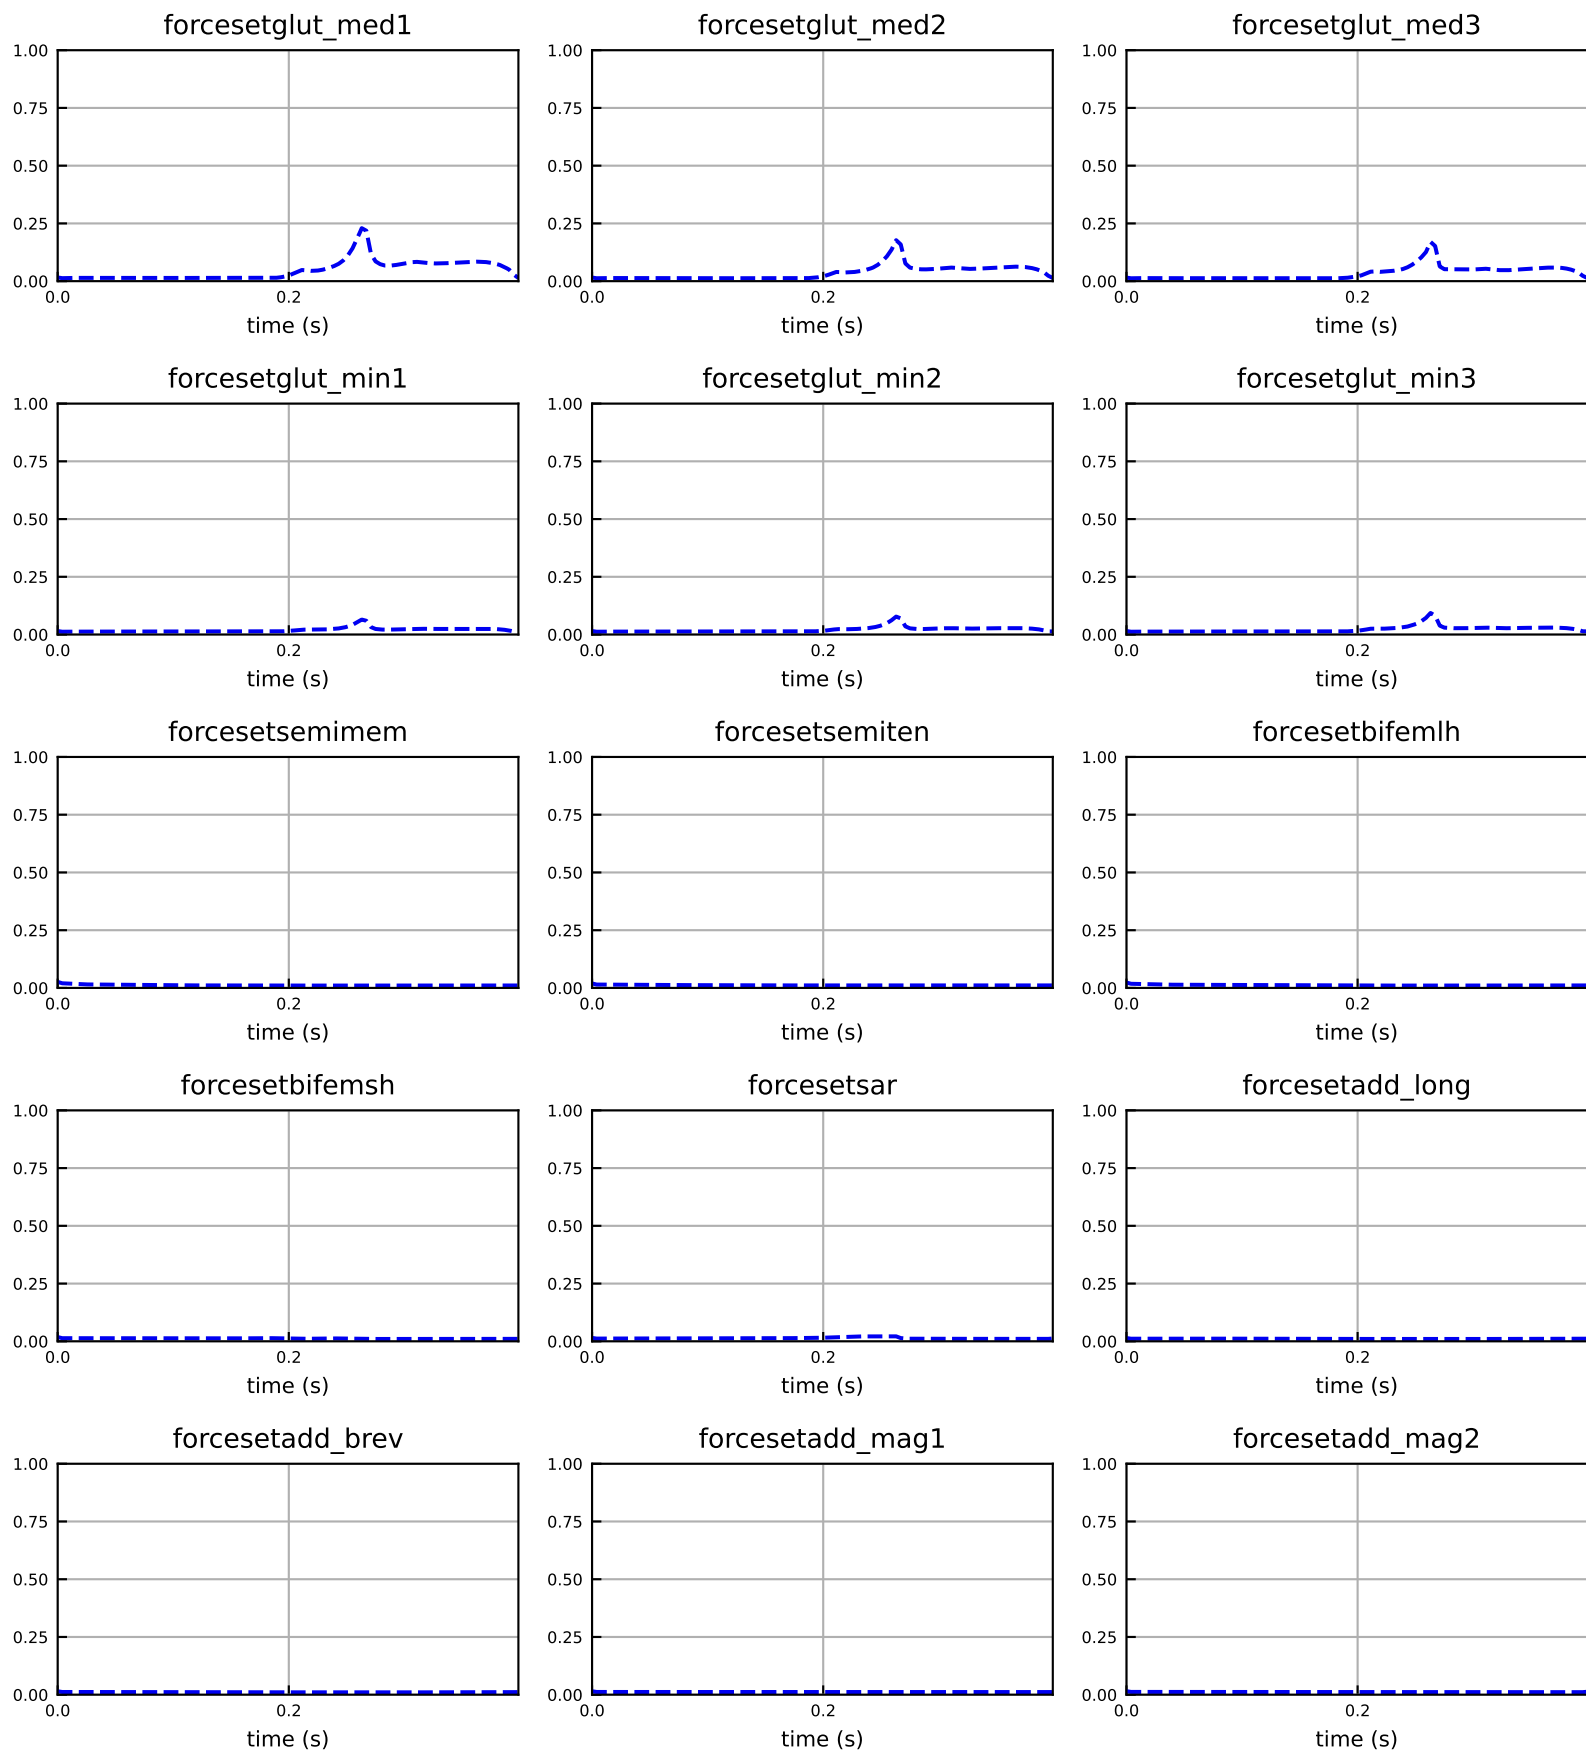 forcesetglut_med1 forcesetglut_med2 forcesetglut_med3
1.00 1.00 1.00
0.75 0.75 0.75
0.50 0.50 0.50
0.25 0.25 0.25
0.00 0.00 0.00
0.0 0.2 0.0 0.2 0.0 0.2
time (s) time (s) time (s)
forcesetglut_min1 forcesetglut_min2 forcesetglut_min3
1.00 1.00 1.00
0.75 0.75 0.75
0.50 0.50 0.50
0.25 0.25 0.25
0.00 0.00 0.00
0.0 0.2 0.0 0.2 0.0 0.2
time (s) time (s) time (s)
forcesetsemimem forcesetsemiten forcesetbifemlh
1.00 1.00 1.00
0.75 0.75 0.75
0.50 0.50 0.50
0.25 0.25 0.25
0.00 0.00 0.00
0.0 0.2 0.0 0.2 0.0 0.2
time (s) time (s) time (s)
forcesetbifemsh forcesetsar forcesetadd_long
1.00 1.00 1.00
0.75 0.75 0.75
0.50 0.50 0.50
0.25 0.25 0.25
0.00 0.00 0.00
0.0 0.2 0.0 0.2 0.0 0.2
time (s) time (s) time (s)
forcesetadd_brev forcesetadd_mag1 forcesetadd_mag2
1.00 1.00 1.00
0.75 0.75 0.75
0.50 0.50 0.50
0.25 0.25 0.25
0.00 0.00 0.00
0.0 0.2 0.0 0.2 0.0 0.2
time (s) time (s) time (s)